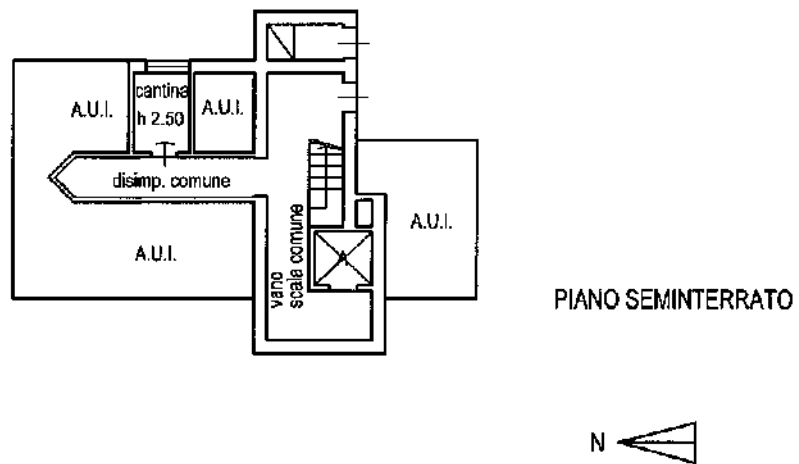 A.U.I.
cantina
h 2.50
A.U.I.
disimp. comune
A.U.I.
vano
scala comune
A
A.U.I.
PIANO SEMINTERRATO
N